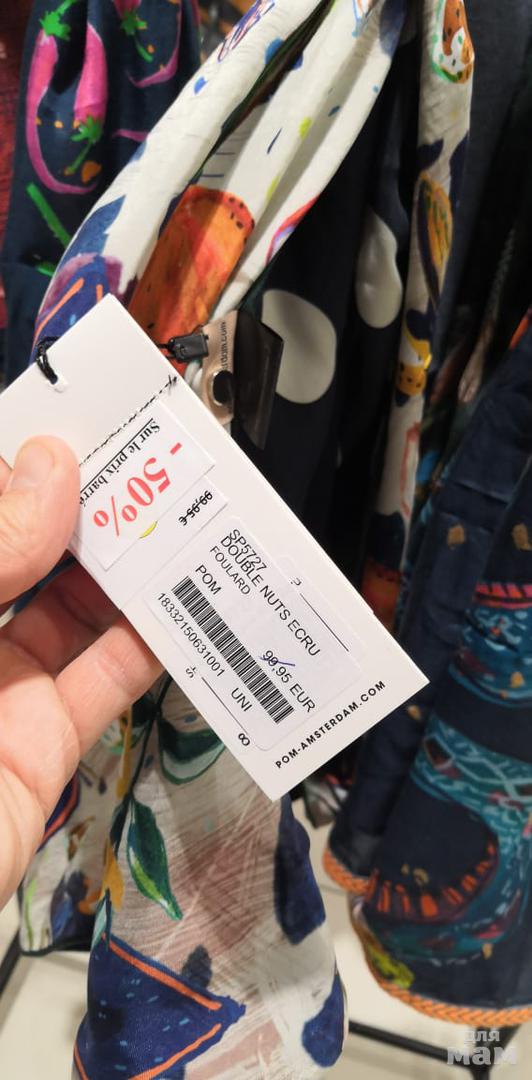 - 50%
Sur le prix barré
99,95 €
SP5727
DOUBLE NUTS ECRU
FOULARD
POM
99,95 EUR
18332150631001
UNI
POM-AMSTERDAM.COM
для
мам